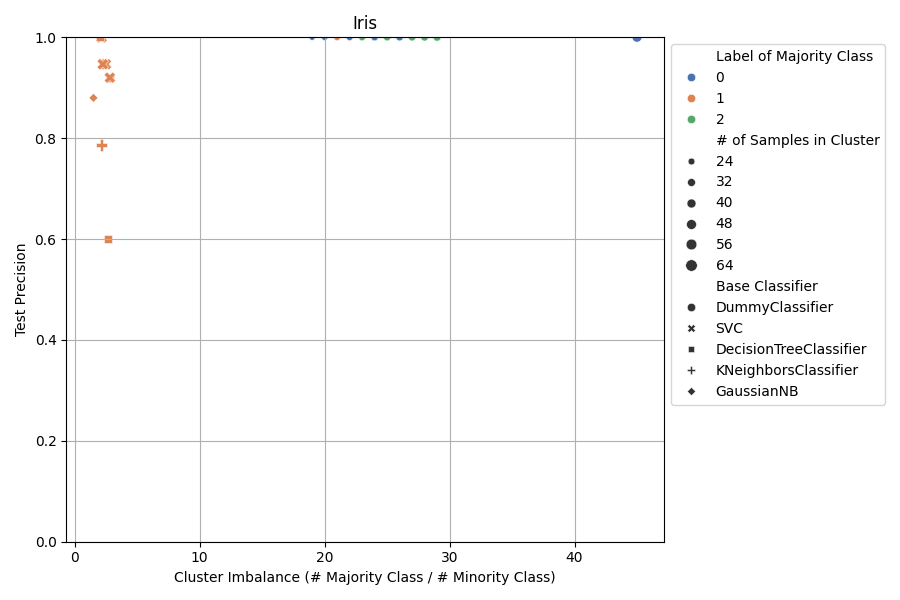 Iris
1.0
0.8
0.6
0.4
0.2
0.0
Test Precision
0
10
20
30
40
Cluster Imbalance (# Majority Class / # Minority Class)
Label of Majority Class
0
1
2
# of Samples in Cluster
24
32
40
48
56
64
Base Classifier
DummyClassifier
SVC
DecisionTreeClassifier
KNeighborsClassifier
GaussianNB